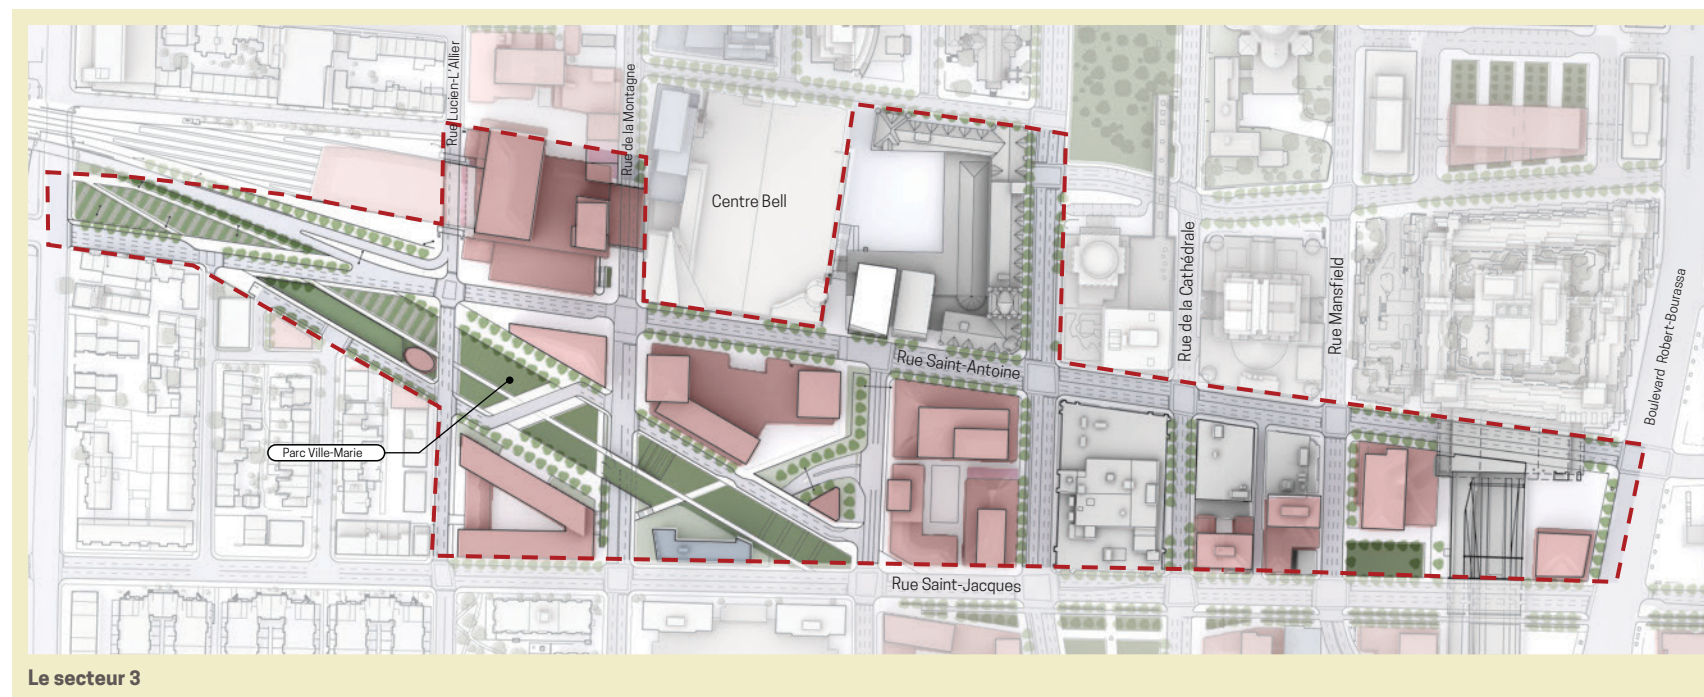 Rue Lucien-L'Allier
Rue de la Montagne
Centre Bell
Rue de la Cathédrale
Rue Mansfield
Boulevard Robert-Bourassa
Rue Saint-Antoine
Parc Ville-Marie
Rue Saint-Jacques
Le secteur 3